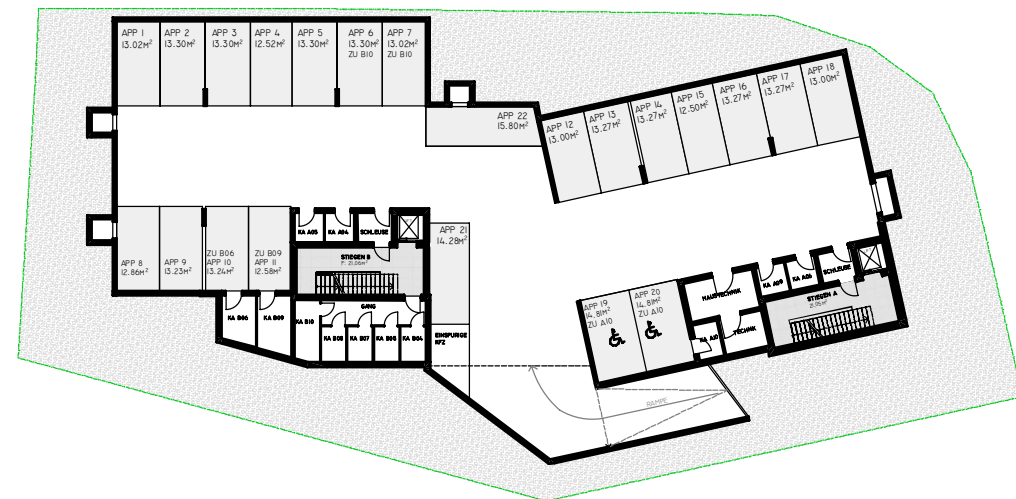 APP 1
13.02M²
APP 2
13.30M²
APP 3
13.30M²
APP 4
12.52M²
APP 5
13.30M²
APP 6
13.30M²
ZU B10
APP 7
13.02M²
ZU B10
APP 22
15.80M²
APP 12
13.00M²
APP 13
13.27M²
APP 14
13.27M²
APP 15
12.50M²
APP 16
13.27M²
APP 17
13.27M²
APP 18
13.00M²
APP 8
12.86M²
APP 9
13.23M²
ZU B06
APP 10
13.24M²
ZU B09
APP 11
12.58M²
KA A05
KA A04
SCHLEUSE
STIEGEN B
F: 21.06m²
APP 21
14.28M²
KA B06
KA B09
KA B10
GANG
KA B08
KA B07
KA B05
KA B04
EINSPURIGE
KFZ
APP 19
14.81M²
ZU A10
APP 20
14.81M²
ZU A10
HAUSTECHNIK
KA A09
KA A06
SCHLEUSE
STIEGEN A
KA A10
TECHNIK
RAMPE